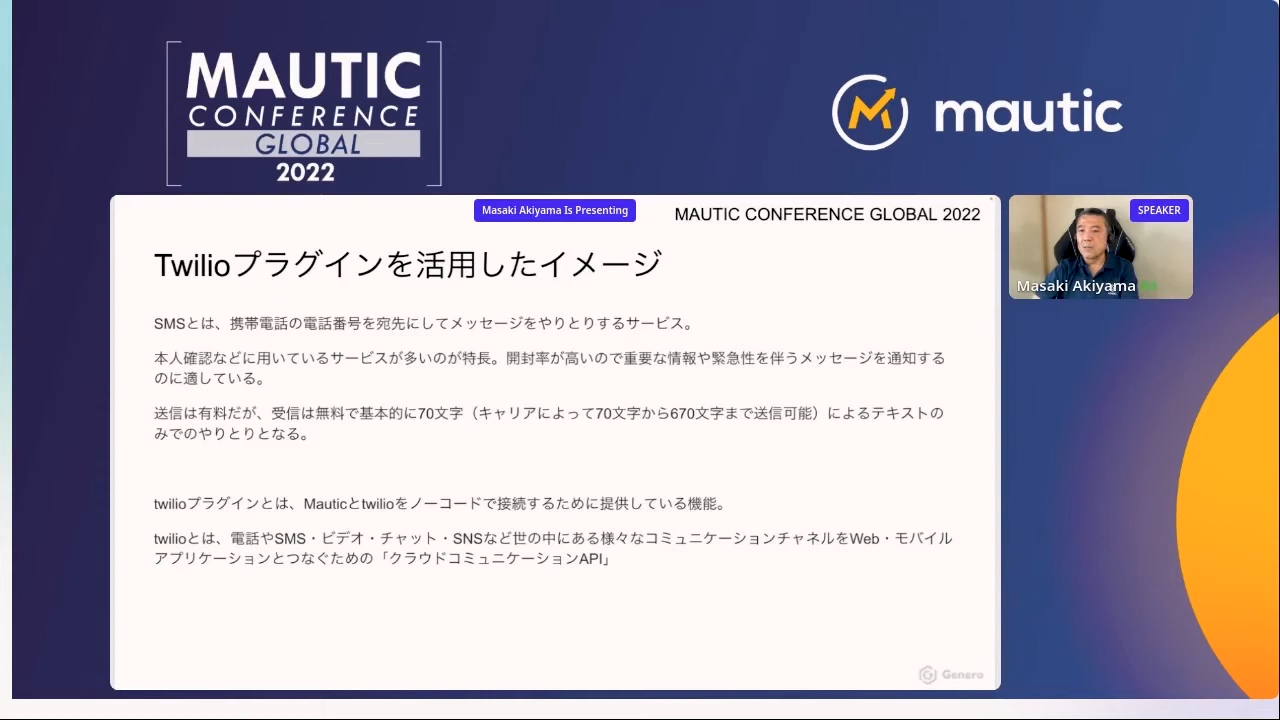 MAUTIC
CONFERENCE
GLOBAL
2022
mautic
Masaki Akiyama Is Presenting
MAUTIC CONFERENCE GLOBAL 2022
SPEAKER
Masaki Akiyama
Twilioプラグインを活用したイメージ
SMSとは、携帯電話の電話番号を宛先にしてメッセージをやりとりするサービス。
本人確認などに用いているサービスが多いのが特長。開封率が高いので重要な情報や緊急性を伴うメッセージを通知する
のに適している。
送信は有料だが、受信は無料で基本的に70文字（キャリアによって70文字から670文字まで送信可能）によるテキストの
みでのやりとりとなる。
twilioプラグインとは、Mauticとtwilioをノーコードで接続するために提供している機能。
twilioとは、電話やSMS・ビデオ・チャット・SNSなど世の中にある様々なコミュニケーションチャネルをWeb・モバイル
アプリケーションとつなぐための「クラウドコミュニケーションAPI」
Genero